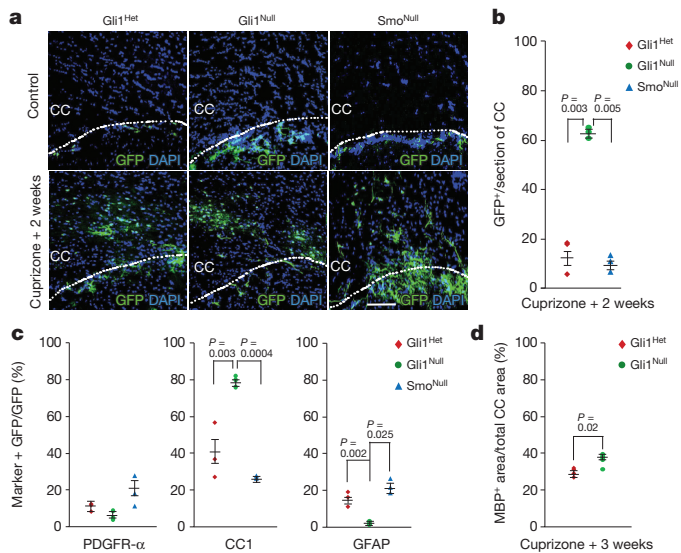 a
Gli1Het
Gli1Null
SmoNull
Control
CC
GFP DAPI
GFP DAPI
GFP DAPI
Cuprizone + 2 weeks
CC
CC
CC
GFP DAPI
GFP DAPI
GFP DAPI
b
Gli1Het
Gli1Null
SmoNull
GFP+/section of CC
100
80
60
40
20
0
P =
0.003
P =
0.005
Cuprizone + 2 weeks
c
Marker + GFP/GFP (%)
100
80
60
40
20
0
PDGFR-α
100
80
60
40
20
0
P =
0.003
P =
0.0004
CC1
100
80
60
40
20
0
P =
0.002
P =
0.025
GFAP
Gli1Het
Gli1Null
SmoNull
d
Gli1Het
Gli1Null
MBP+ area/total CC area (%)
100
80
60
40
20
0
P =
0.02
Cuprizone + 3 weeks